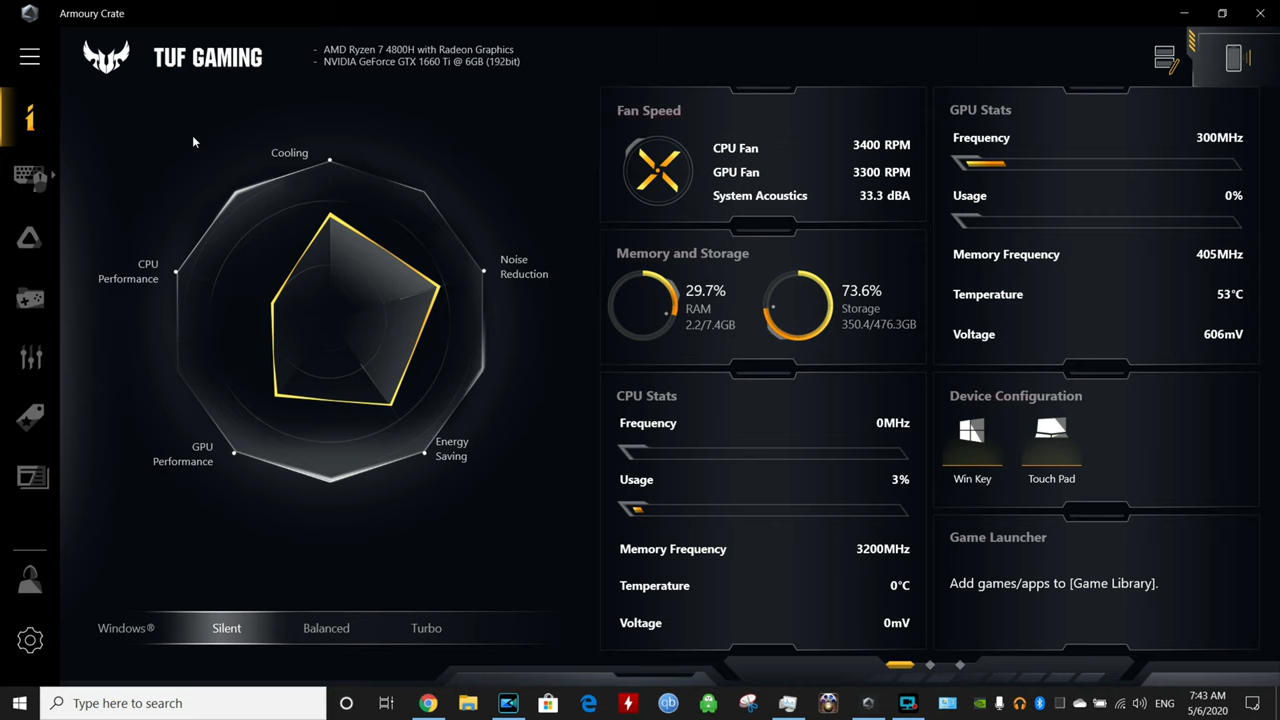 Armoury Crate
TUF GAMING
- AMD Ryzen 7 4800H with Radeon Graphics
- NVIDIA GeForce GTX 1660 Ti @ 6GB (192bit)
Cooling
CPU
Performance
Noise
Reduction
GPU
Performance
Energy
Saving
Windows®
Silent
Balanced
Turbo
Fan Speed
CPU Fan 3400 RPM
GPU Fan 3300 RPM
System Acoustics 33.3 dBA
Memory and Storage
29.7%
RAM
2.2/7.4GB
73.6%
Storage
350.4/476.3GB
CPU Stats
Frequency 0MHz
Usage 3%
Memory Frequency 3200MHz
Temperature 0°C
Voltage 0mV
GPU Stats
Frequency 300MHz
Usage 0%
Memory Frequency 405MHz
Temperature 53°C
Voltage 606mV
Device Configuration
Win Key
Touch Pad
Game Launcher
Add games/apps to [Game Library].
Type here to search
qb
ENG
7:43 AM
5/6/2020